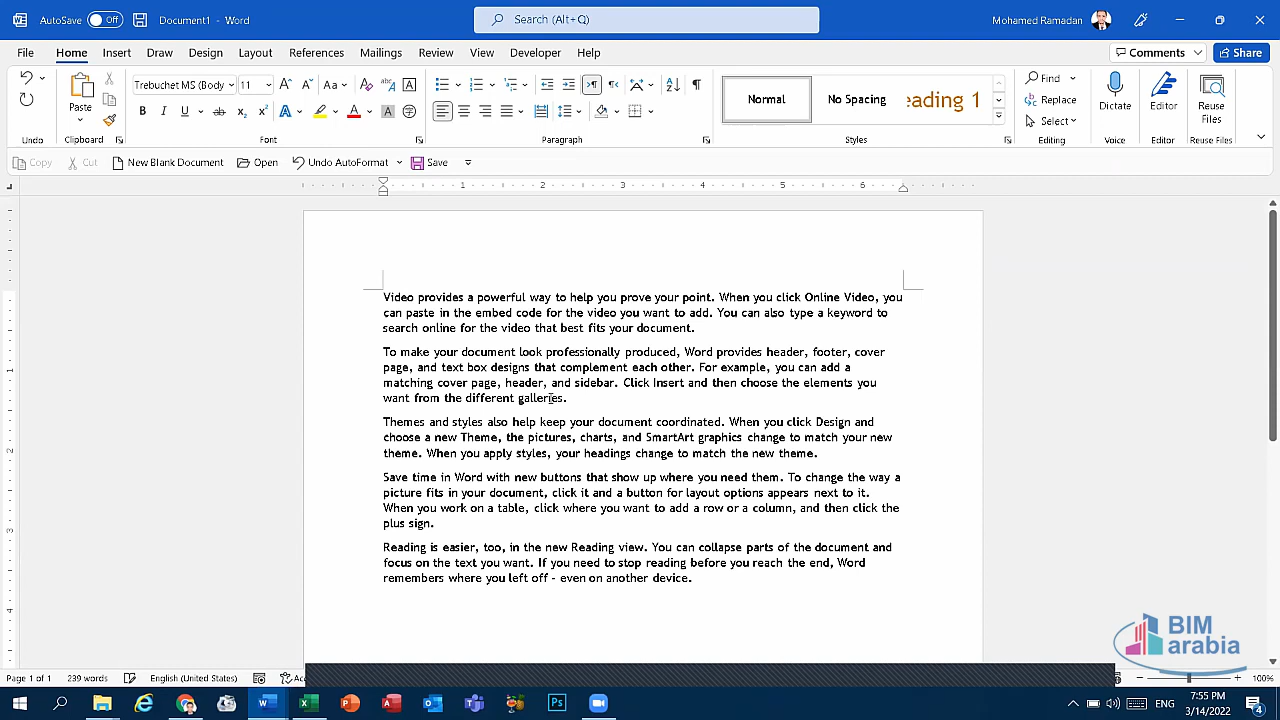 AutoSave Off Document1 - Word Search (Alt+Q) Mohamed Ramadan
File Home Insert Draw Design Layout References Mailings Review View Developer Help Comments Share
Trebuchet MS (Body 11 Aa Normal No Spacing eading 1 Find
Paste Replace Dictate Editor Reuse Files
B I U ab x₂ x² A Select
Undo Clipboard Font Paragraph Styles Editing Voice Editor Reuse Files
Copy Cut New Blank Document Open Undo AutoFormat Save
1 2 3 4 5 6
Video provides a powerful way to help you prove your point. When you click Online Video, you
can paste in the embed code for the video you want to add. You can also type a keyword to
search online for the video that best fits your document.
To make your document look professionally produced, Word provides header, footer, cover
page, and text box designs that complement each other. For example, you can add a
matching cover page, header, and sidebar. Click Insert and then choose the elements you
want from the different galleries.
Themes and styles also help keep your document coordinated. When you click Design and
choose a new Theme, the pictures, charts, and SmartArt graphics change to match your new
theme. When you apply styles, your headings change to match the new theme.
Save time in Word with new buttons that show up where you need them. To change the way a
picture fits in your document, click it and a button for layout options appears next to it.
When you work on a table, click where you want to add a row or a column, and then click the
plus sign.
Reading is easier, too, in the new Reading view. You can collapse parts of the document and
focus on the text you want. If you need to stop reading before you reach the end, Word
remembers where you left off - even on another device.
BIM
arabia
Page 1 of 1 239 words English (United States) 100%
ENG 7:55 PM
3/14/2022